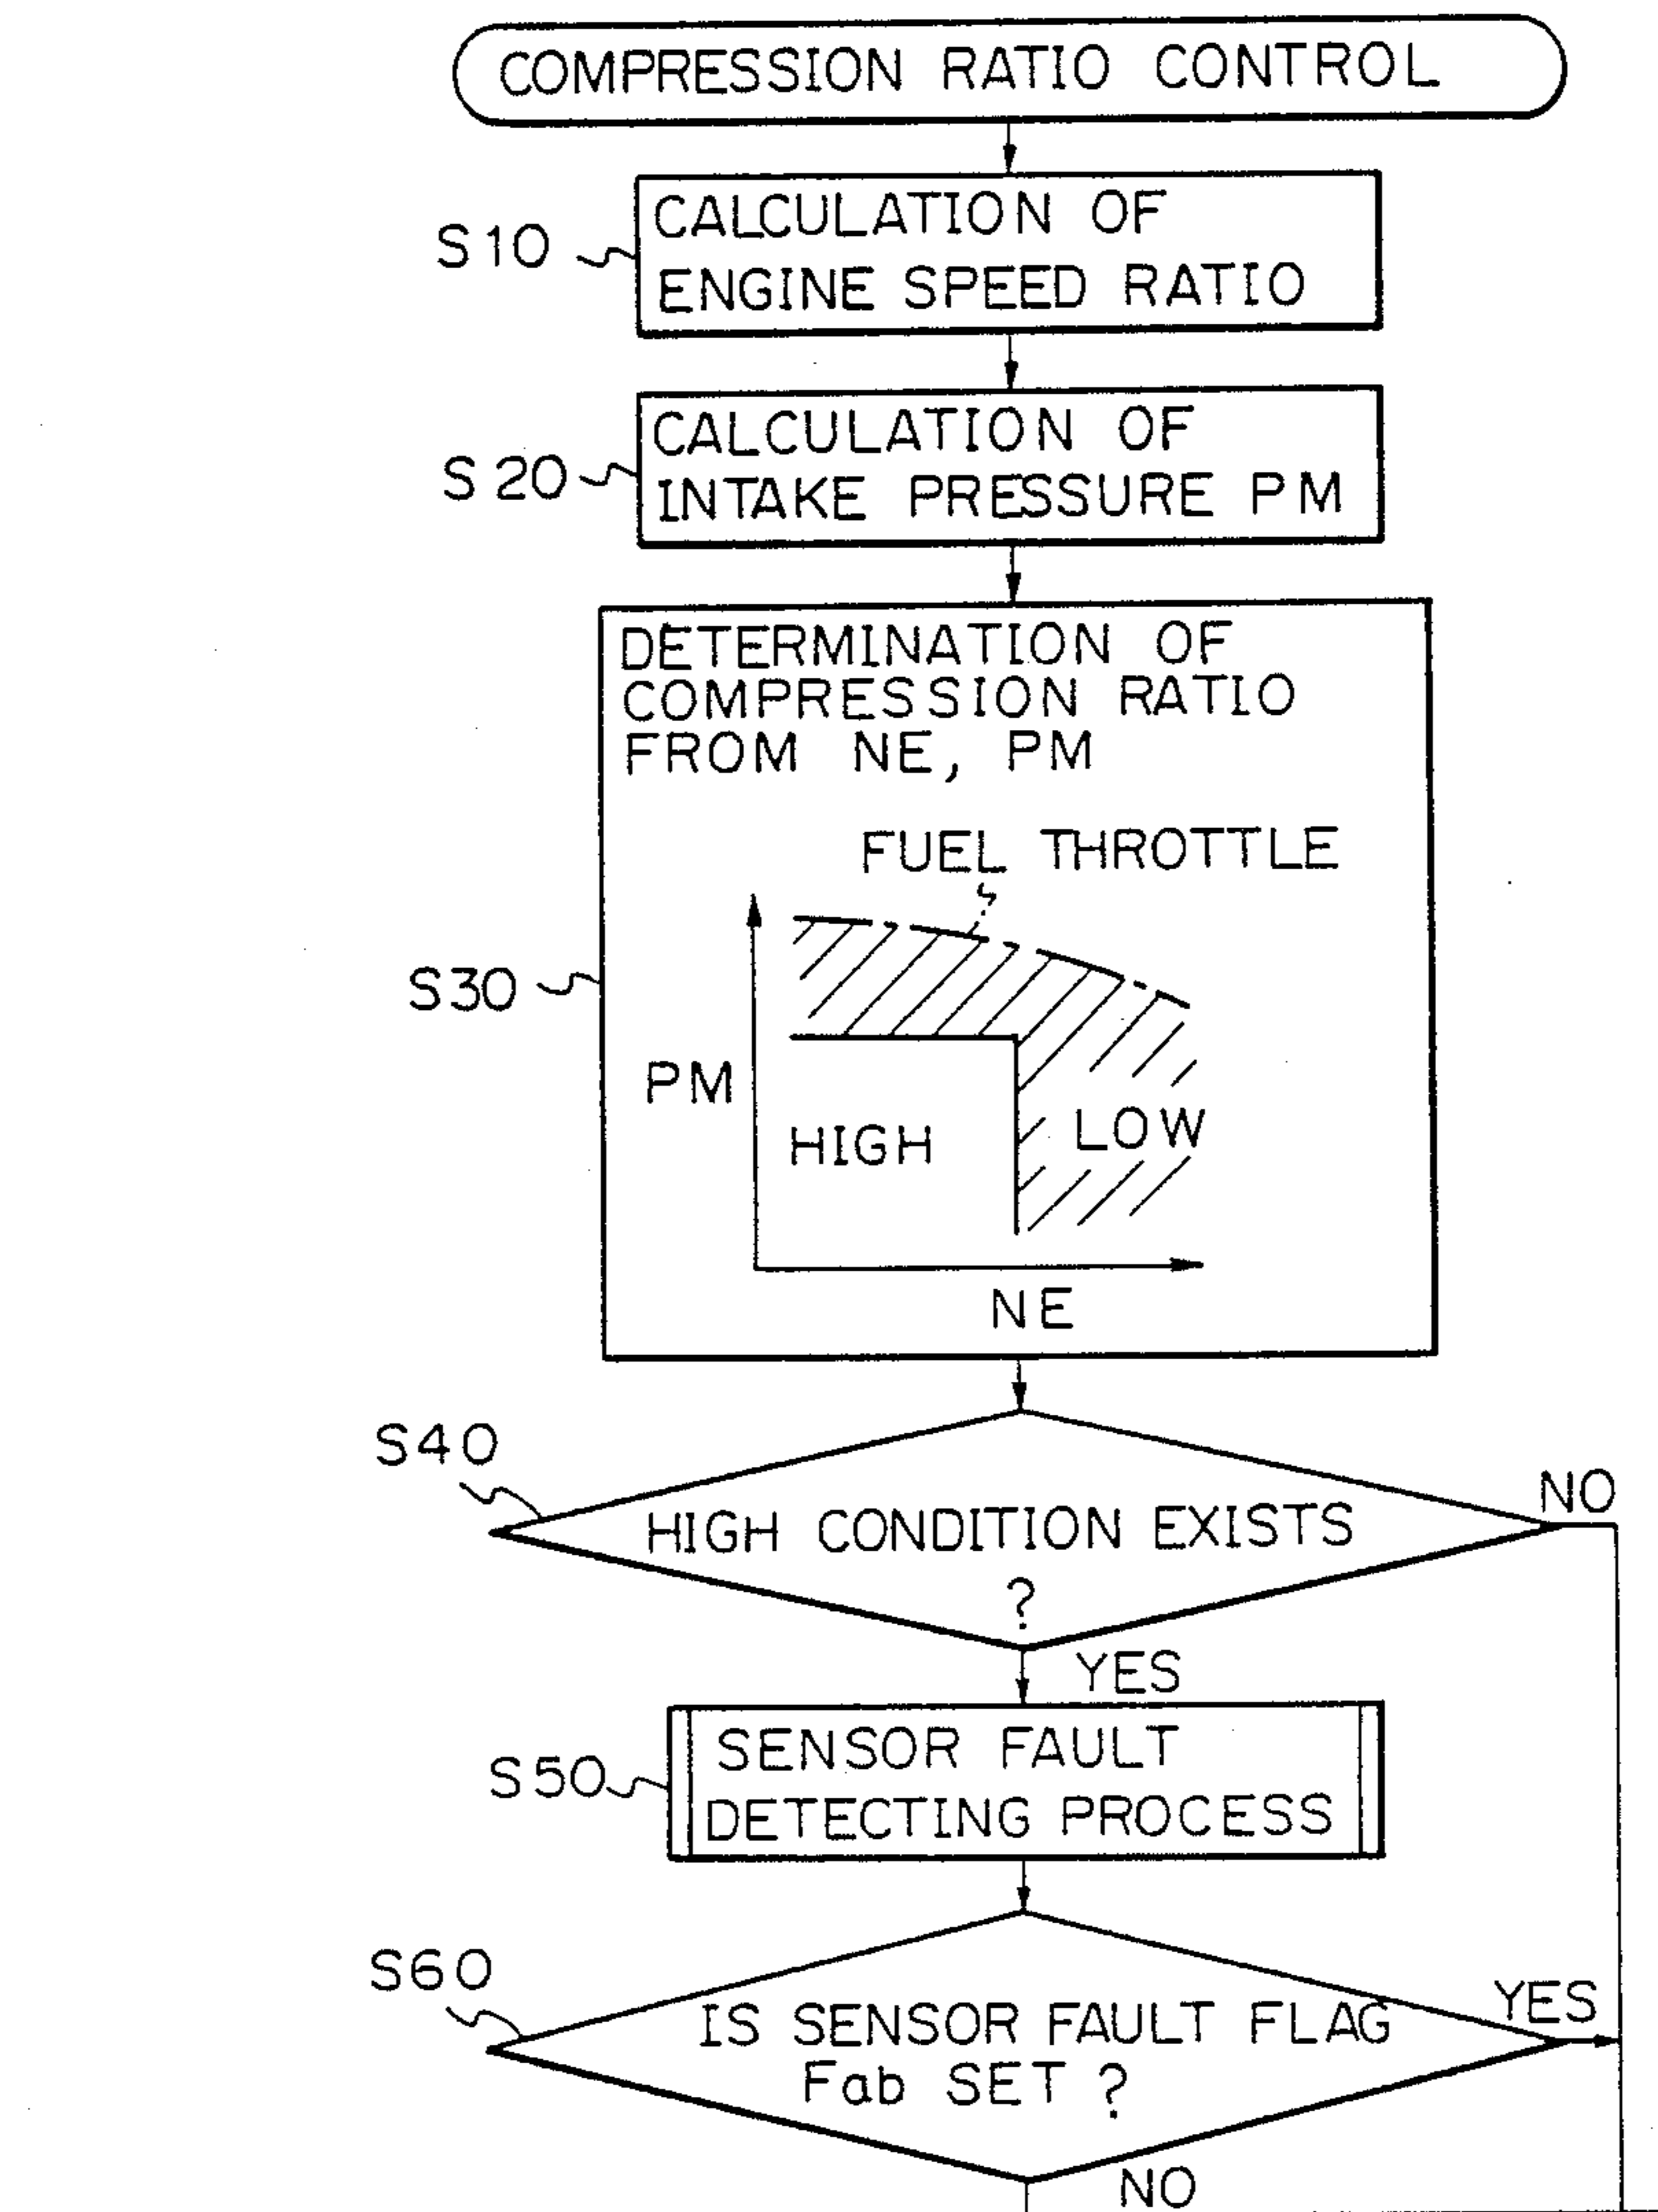 COMPRESSION RATIO CONTROL
S10
CALCULATION OF
ENGINE SPEED RATIO
S20
CALCULATION OF
INTAKE PRESSURE PM
S30
DETERMINATION OF
COMPRESSION RATIO
FROM NE, PM
FUEL THROTTLE
PM
HIGH
LOW
NE
S40
HIGH CONDITION EXISTS
?
NO
YES
S50
SENSOR FAULT
DETECTING PROCESS
S60
IS SENSOR FAULT FLAG
Fab SET ?
YES
NO